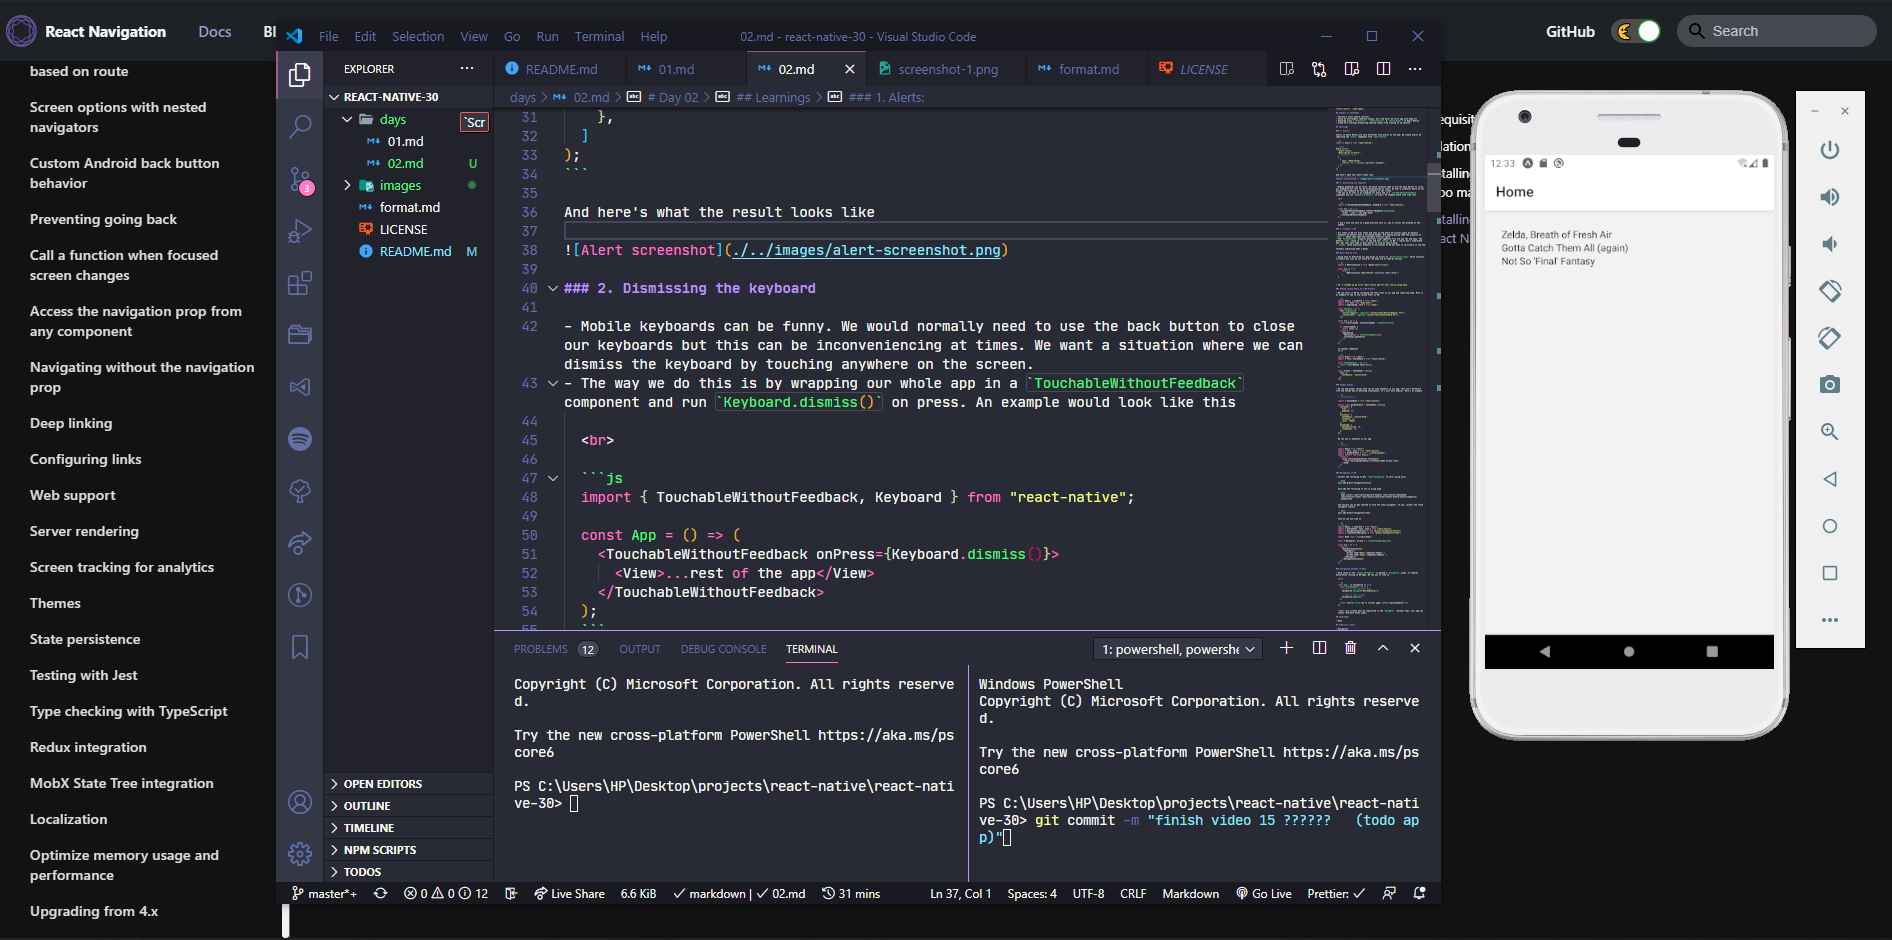 React Navigation
Docs
Bl
GitHub
Search
based on route
Screen options with nested
navigators
Custom Android back button
behavior
Preventing going back
Call a function when focused
screen changes
Access the navigation prop from
any component
Navigating without the navigation
prop
Deep linking
Configuring links
Web support
Server rendering
Screen tracking for analytics
Themes
State persistence
Testing with Jest
Type checking with TypeScript
Redux integration
MobX State Tree integration
Localization
Optimize memory usage and
performance
Upgrading from 4.x
File Edit Selection View Go Run Terminal Help
02.md - react-native-30 - Visual Studio Code
EXPLORER
REACT-NATIVE-30
days
`Scr
01.md
02.md U
images
format.md
LICENSE
README.md M
3
OPEN EDITORS
OUTLINE
TIMELINE
NPM SCRIPTS
TODOS
README.md 01.md 02.md screenshot-1.png format.md LICENSE
days > 02.md > # Day 02 > ## Learnings > ### 1. Alerts:
31 },
32 ]
33 );
34 ```
35
36 And here's what the result looks like
37
38 ![Alert screenshot](./../images/alert-screenshot.png)
39
40 ### 2. Dismissing the keyboard
41
42 - Mobile keyboards can be funny. We would normally need to use the back button to close
our keyboards but this can be inconveniencing at times. We want a situation where we can
dismiss the keyboard by touching anywhere on the screen.
43 - The way we do this is by wrapping our whole app in a `TouchableWithoutFeedback`
component and run `Keyboard.dismiss()` on press. An example would look like this
44
45 <br>
46
47 ```js
48 import { TouchableWithoutFeedback, Keyboard } from "react-native";
49
50 const App = () => (
51 <TouchableWithoutFeedback onPress={Keyboard.dismiss()}>
52 <View>...rest of the app</View>
53 </TouchableWithoutFeedback>
54 );
55 ```
PROBLEMS 12 OUTPUT DEBUG CONSOLE TERMINAL
1: powershell, powershe
Copyright (C) Microsoft Corporation. All rights reserve
d.
Try the new cross-platform PowerShell https://aka.ms/ps
core6
PS C:\Users\HP\Desktop\projects\react-native\react-nati
ve-30>
Windows PowerShell
Copyright (C) Microsoft Corporation. All rights reserve
d.
Try the new cross-platform PowerShell https://aka.ms/ps
core6
PS C:\Users\HP\Desktop\projects\react-native\react-nati
ve-30> git commit -m "finish video 15 ?????? (todo ap
p)"
master*+ 0 0 12 Live Share 6.6 KiB markdown | 02.md 31 mins Ln 37, Col 1 Spaces: 4 UTF-8 CRLF Markdown Go Live Prettier:
equisit
lation
stallin
oo ma
stalling
act N
12:33
Home
Zelda, Breath of Fresh Air
Gotta Catch Them All (again)
Not So 'Final' Fantasy